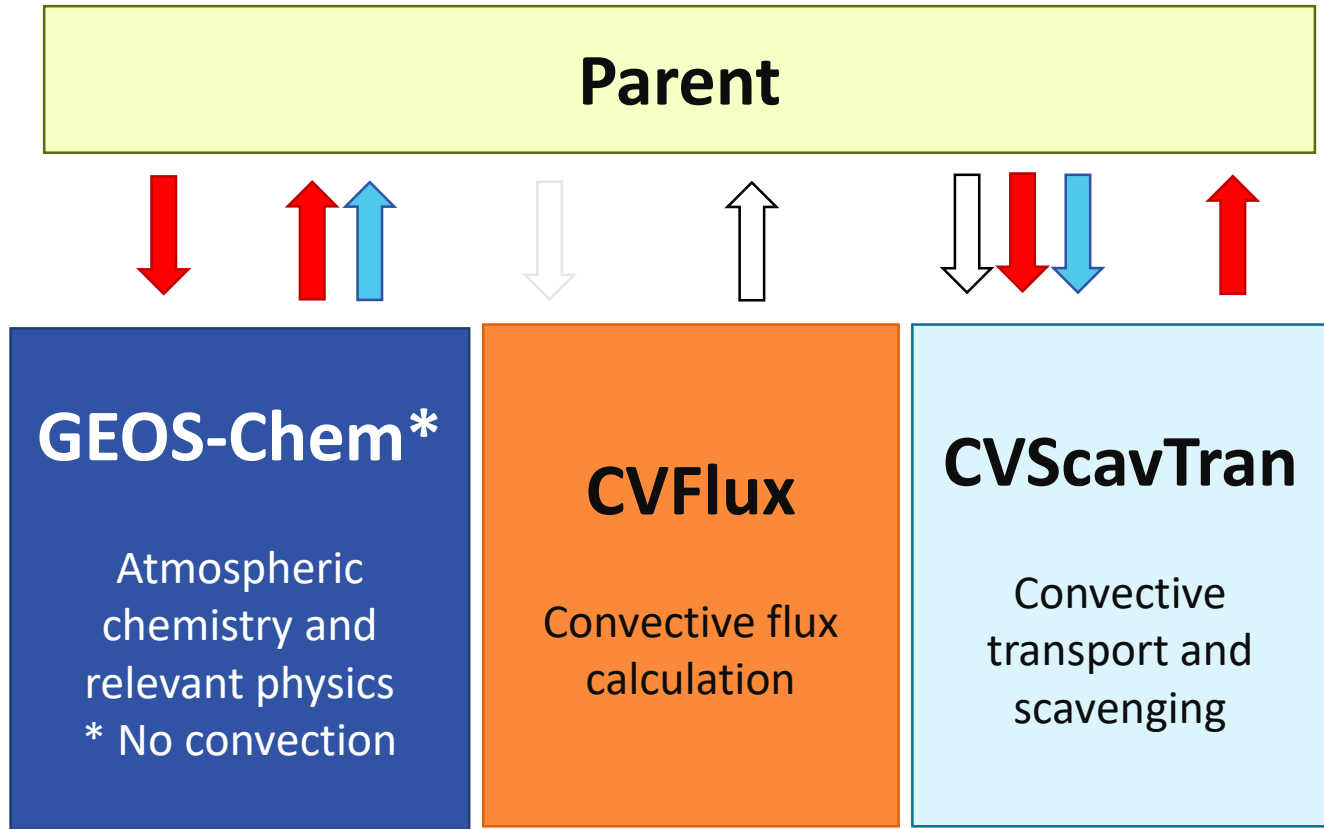 Parent
GEOS-Chem*
Atmospheric
chemistry and
relevant physics
* No convection
CVFlux
Convective flux
calculation
CVScavTran
Convective
transport and
scavenging